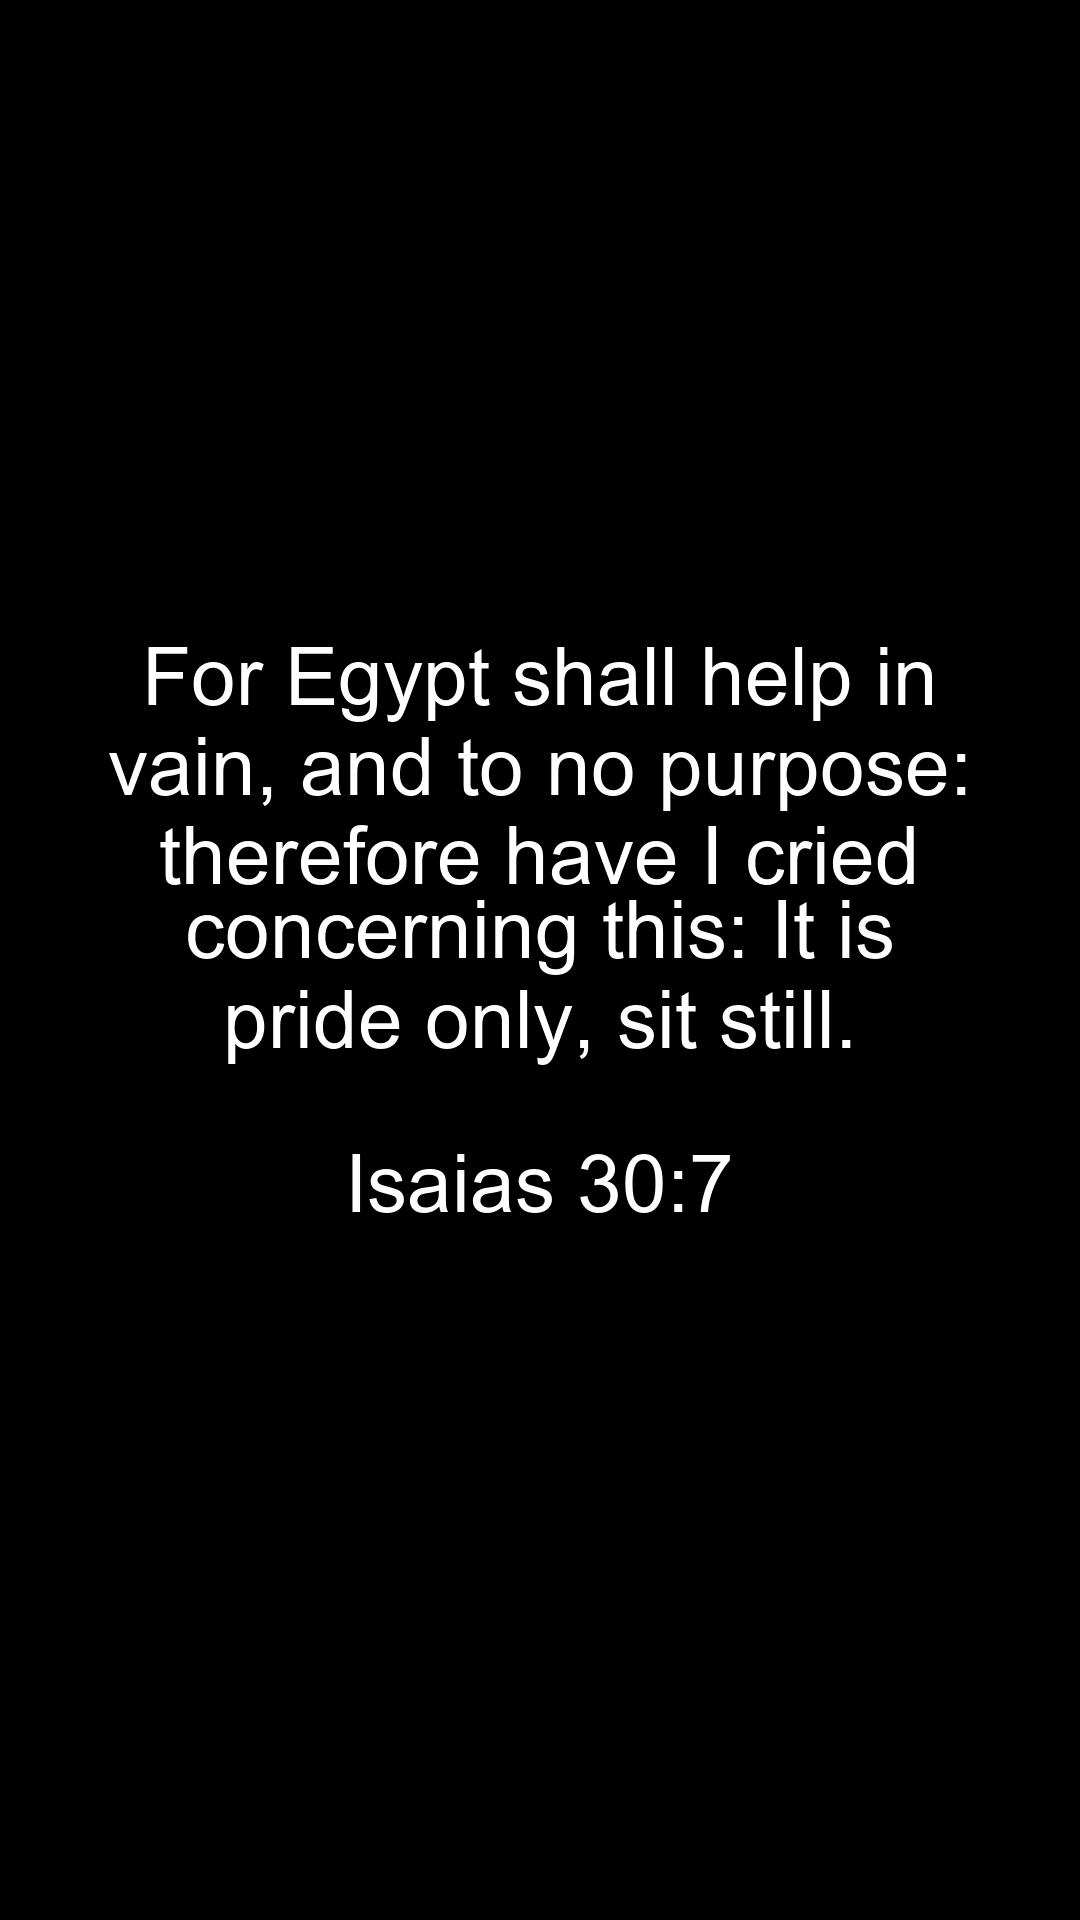 For Egypt shall help in
vain, and to no purpose:
therefore have I cried
concerning this: It is
pride only, sit still.
Isaias 30:7